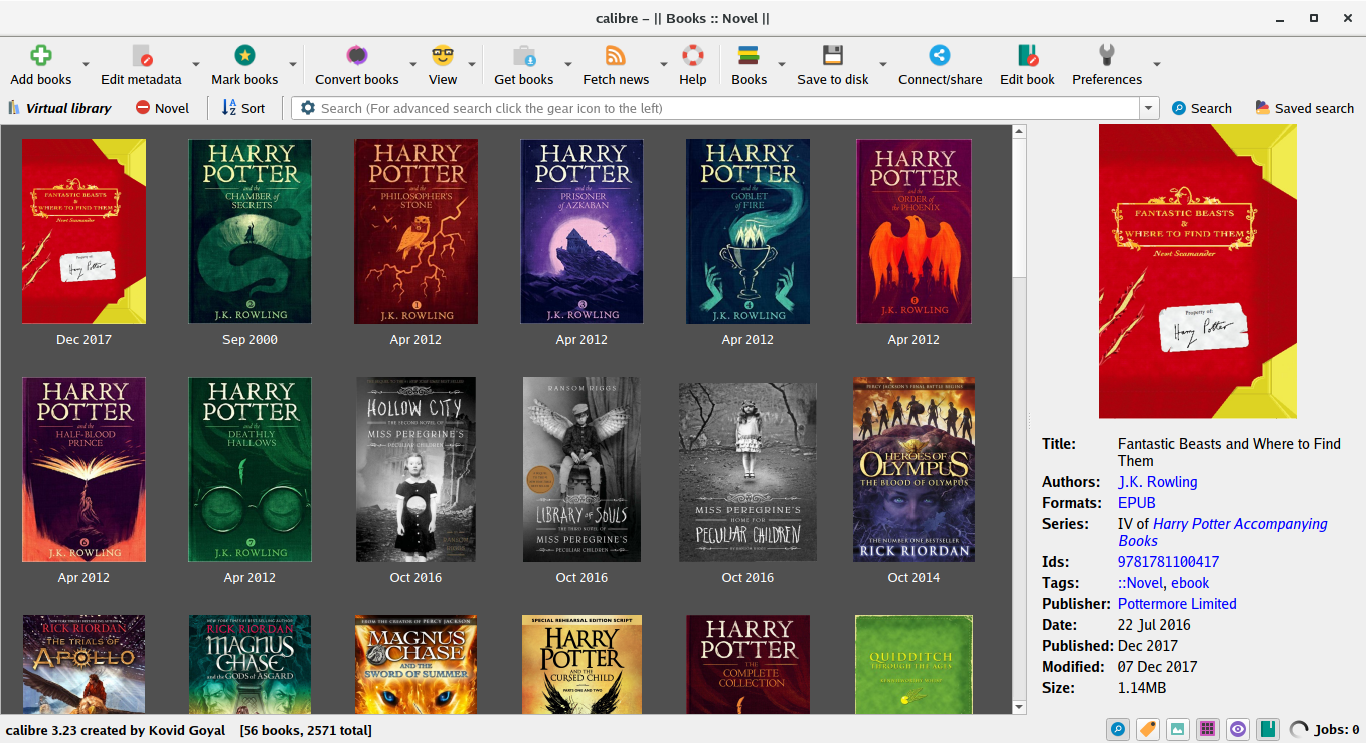 calibre – || Books :: Novel ||
Add books
Edit metadata
Mark books
Convert books
View
Get books
Fetch news
Help
Books
Save to disk
Connect/share
Edit book
Preferences
Virtual library
Novel
Sort
Search (For advanced search click the gear icon to the left)
Search
Saved search
FANTASTIC BEASTS
&
WHERE TO FIND THEM
Newt Scamander
Harry Potter
Dec 2017
HARRY
POTTER
and the
CHAMBER of
SECRETS
2
J.K. ROWLING
Sep 2000
HARRY
POTTER
and the
PHILOSOPHER'S
STONE
1
J.K. ROWLING
Apr 2012
HARRY
POTTER
and the
PRISONER
of AZKABAN
3
J.K. ROWLING
Apr 2012
HARRY
POTTER
and the
GOBLET
of FIRE
4
J.K. ROWLING
Apr 2012
HARRY
POTTER
and the
ORDER of
the PHOENIX
5
J.K. ROWLING
Apr 2012
HARRY
POTTER
and the
HALF-BLOOD
PRINCE
6
J.K. ROWLING
Apr 2012
HARRY
POTTER
and the
DEATHLY
HALLOWS
7
J.K. ROWLING
Apr 2012
HOLLOW CITY
THE SECOND NOVEL OF
MISS PEREGRINE'S
PECULIAR CHILDREN
Oct 2016
RANSOM RIGGS
LIBRARY of SOULS
THE THIRD NOVEL OF
MISS PEREGRINE'S
PECULIAR CHILDREN
Oct 2016
MISS PEREGRINE'S
HOME FOR
PECULIAR CHILDREN
BY RANSOM RIGGS
Oct 2016
PERCY JACKSON'S FINAL BATTLE BEGINS
HEROES OF
OLYMPUS
THE BLOOD OF OLYMPUS
THE NUMBER ONE BESTSELLER
RICK RIORDAN
Oct 2014
RICK RIORDAN
THE TRIALS OF
APOLLO
RICK RIORDAN
MAGNUS
CHASE
and the GODS of ASGARD
FROM THE CREATOR OF PERCY JACKSON
MAGNUS
CHASE
AND THE
SWORD OF SUMMER
SPECIAL REHEARSAL EDITION SCRIPT
HARRY
POTTER
AND THE
CURSED CHILD
PARTS ONE AND TWO
HARRY
POTTER
THE
COMPLETE
COLLECTION
QUIDDITCH
THROUGH THE AGES
FANTASTIC BEASTS
&
WHERE TO FIND THEM
Newt Scamander
Property of:
Harry Potter
Title: Fantastic Beasts and Where to Find
Them
Authors: J.K. Rowling
Formats: EPUB
Series: IV of Harry Potter Accompanying
Books
Ids: 9781781100417
Tags: ::Novel, ebook
Publisher: Pottermore Limited
Date: 22 Jul 2016
Published: Dec 2017
Modified: 07 Dec 2017
Size: 1.14MB
calibre 3.23 created by Kovid Goyal [56 books, 2571 total]
Jobs: 0